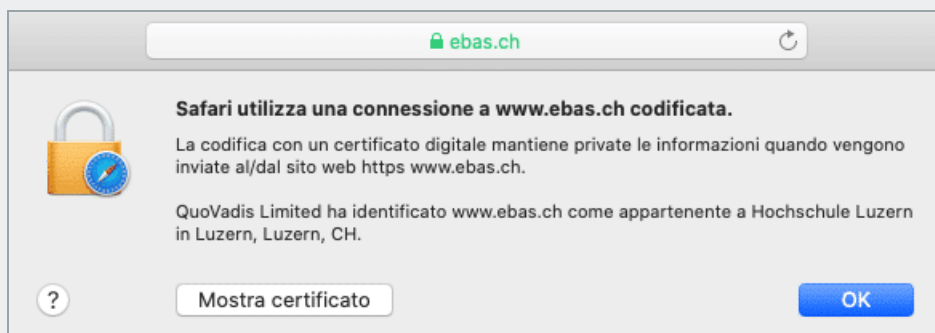 ebas.ch
Safari utilizza una connessione a www.ebas.ch codificata.
La codifica con un certificato digitale mantiene private le informazioni quando vengono
inviate al/dal sito web https www.ebas.ch.
QuoVadis Limited ha identificato www.ebas.ch come appartenente a Hochschule Luzern
in Luzern, Luzern, CH.
? Mostra certificato OK